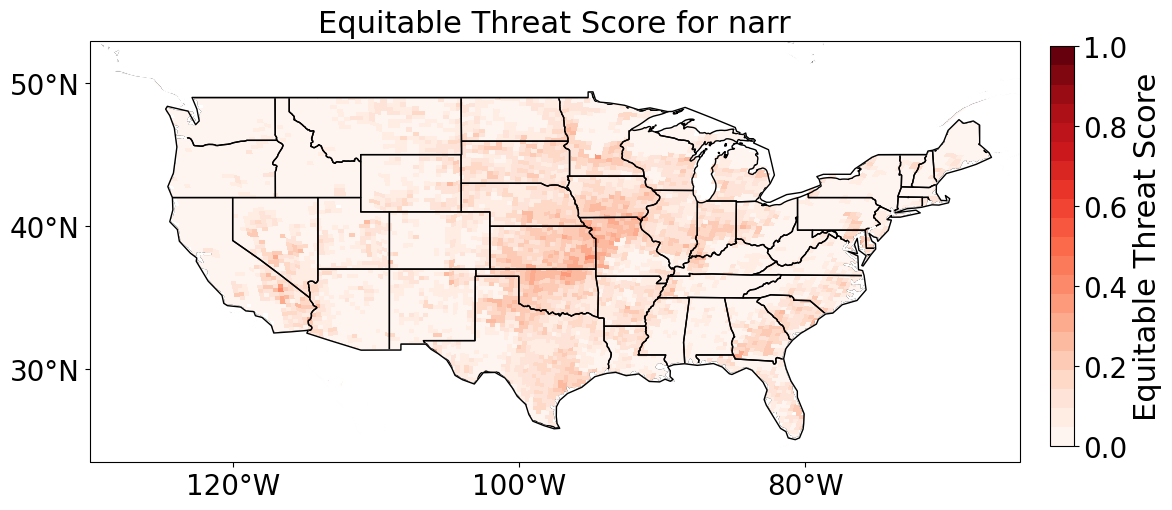 Equitable Threat Score for narr
50°N
40°N
30°N
120°W
100°W
80°W
1.0
0.8
0.6
0.4
0.2
0.0
Equitable Threat Score